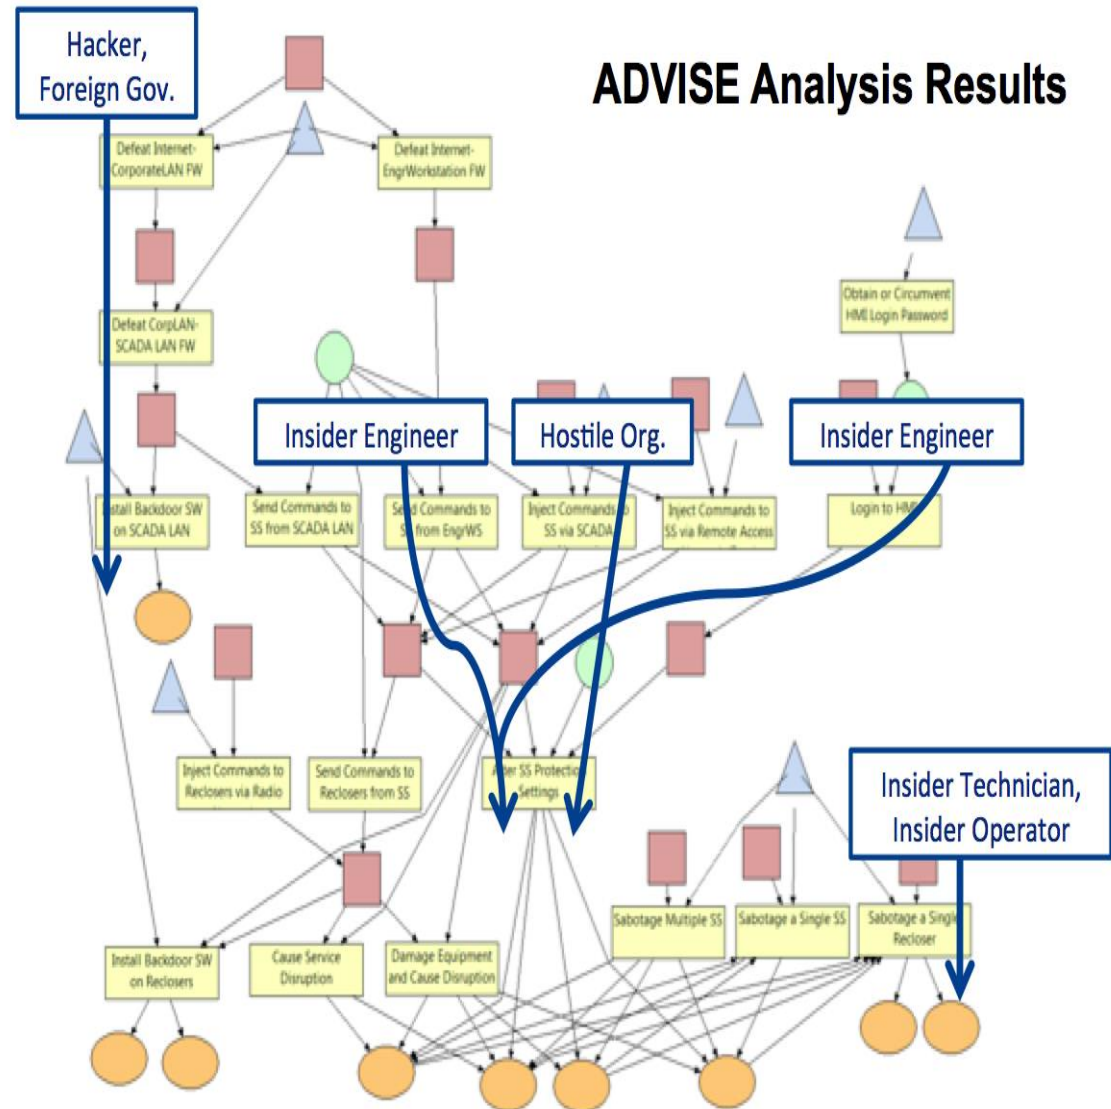 Hacker,
Foreign Gov.
ADVISE Analysis Results
Defeat Internet-
CorporateLAN FW
Defeat Internet-
EngrWorkstation FW
Obtain or Circumvent
HMI Login Password
Defeat CorpLAN-
SCADA LAN FW
Insider Engineer
Hostile Org.
Insider Engineer
Install Backdoor SW
on SCADA LAN
Send Commands to
SS from SCADA LAN
Send Commands to
from EngrWS
Inject Commands to
SS via SCADA
Inject Commands to
SS via Remote Access
Login to HMI
Inject Commands to
Reclosers via Radio
Send Commands to
Reclosers from SS
Alter SS Protection
Settings
Insider Technician,
Insider Operator
Sabotage Multiple SS
Sabotage a Single SS
Sabotage a Single
Recloser
Install Backdoor SW
on Reclosers
Cause Service
Disruption
Damage Equipment
and Cause Disruption